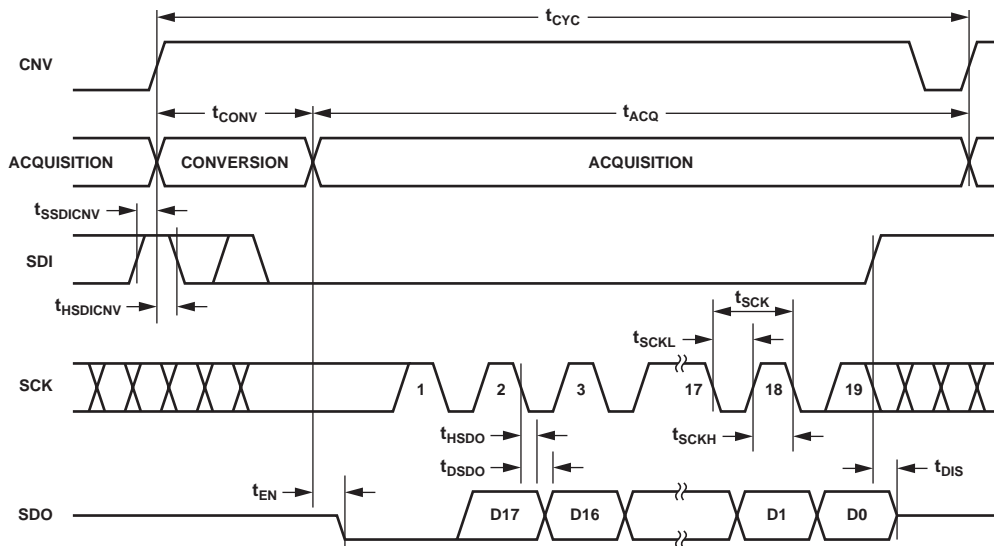 tCYC
CNV
tCONV
tACQ
ACQUISITION
CONVERSION
ACQUISITION
tSSDICNV
SDI
tHSDICNV
tSCK
tSCKL
SCK
1
2
3
17
18
19
tHSDO
tSCKH
tDSDO
tDIS
tEN
SDO
D17
D16
D1
D0